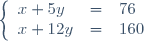 x + 5y = 76
x + 12y = 160